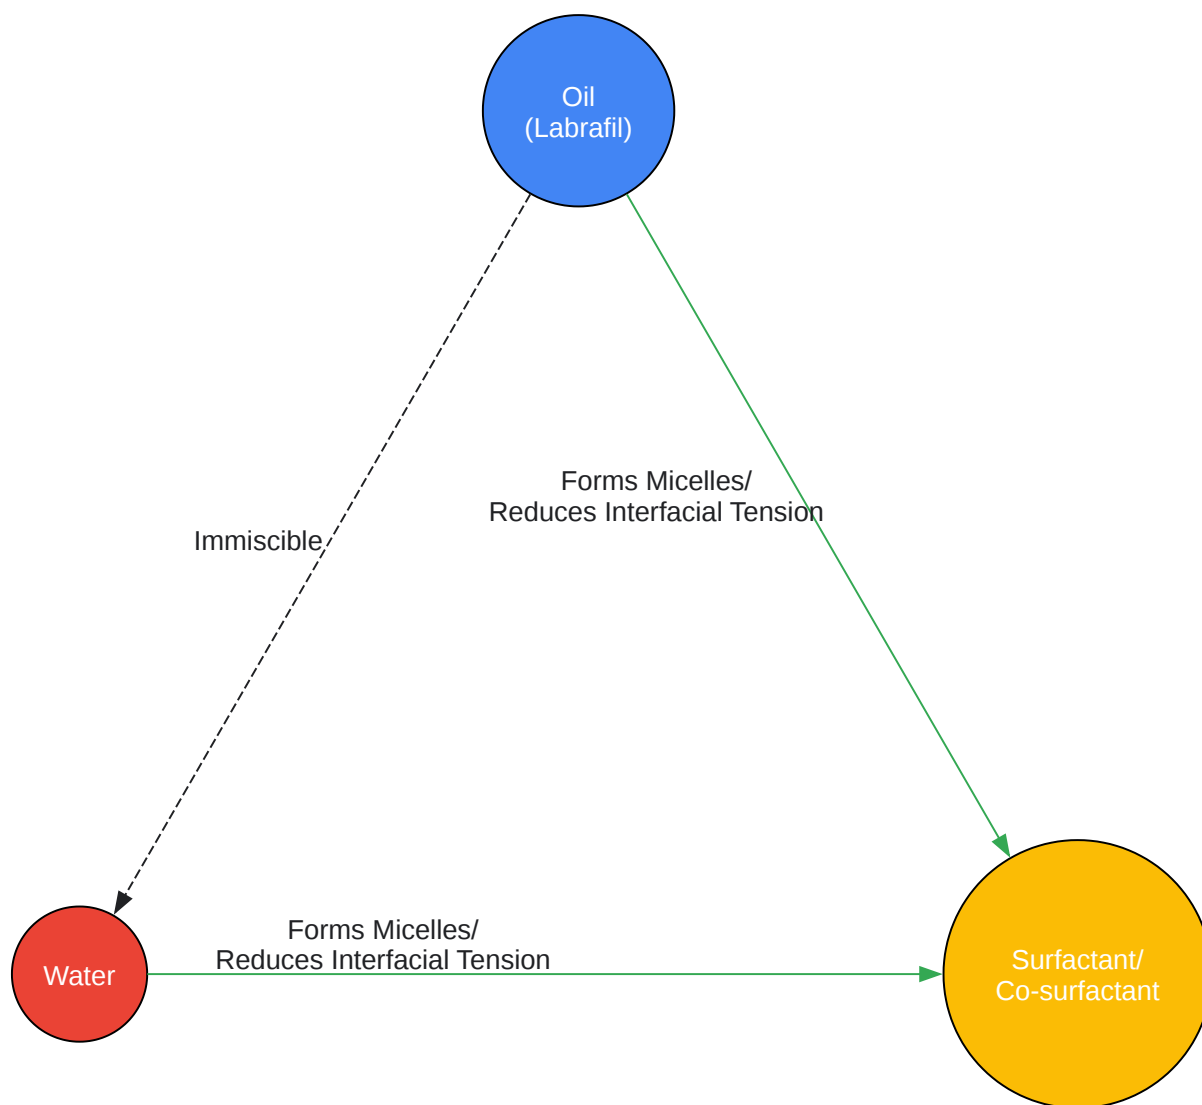 Oil
(Labrafil)
Forms Micelles/
Reduces Interfacial Tension
Immiscible
Forms Micelles/
Reduces Interfacial Tension
Water
Surfactant/
Co-surfactant